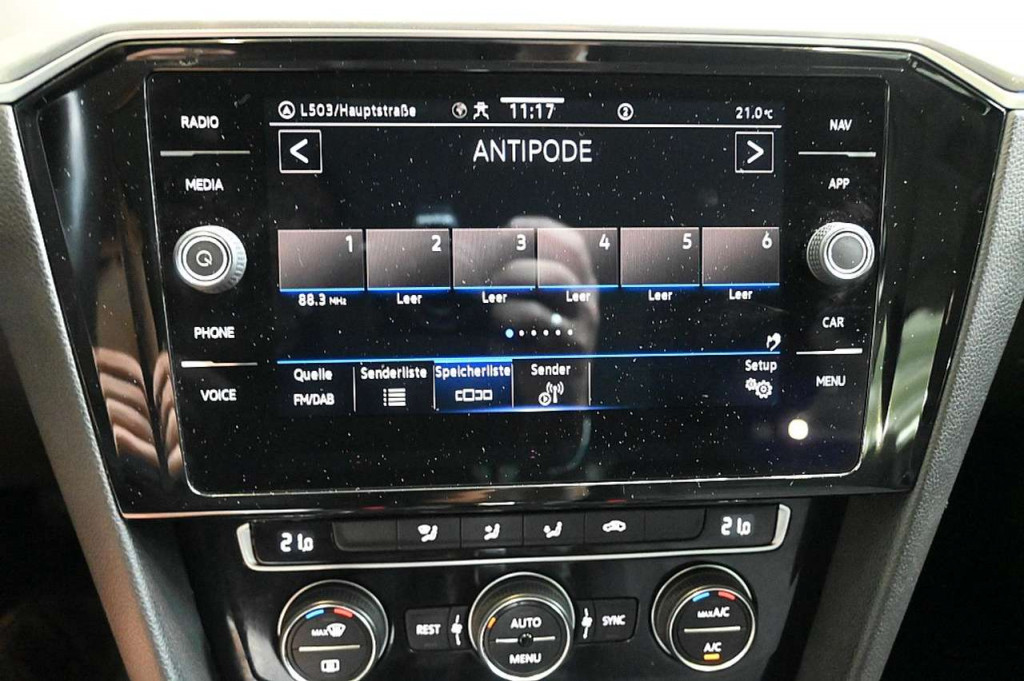 RADIO
MEDIA
PHONE
VOICE
L503/Hauptstraße
11:17
2
21.0°C
< ANTIPODE >
1 2 3 4 5 6
88.3 MHz Leer Leer Leer Leer Leer
Quelle Senderliste Speicherliste Sender Setup
FM/DAB
NAV
APP
CAR
MENU
21.0 21.0
MAX REST AUTO SYNC MAX A/C
MENU A/C